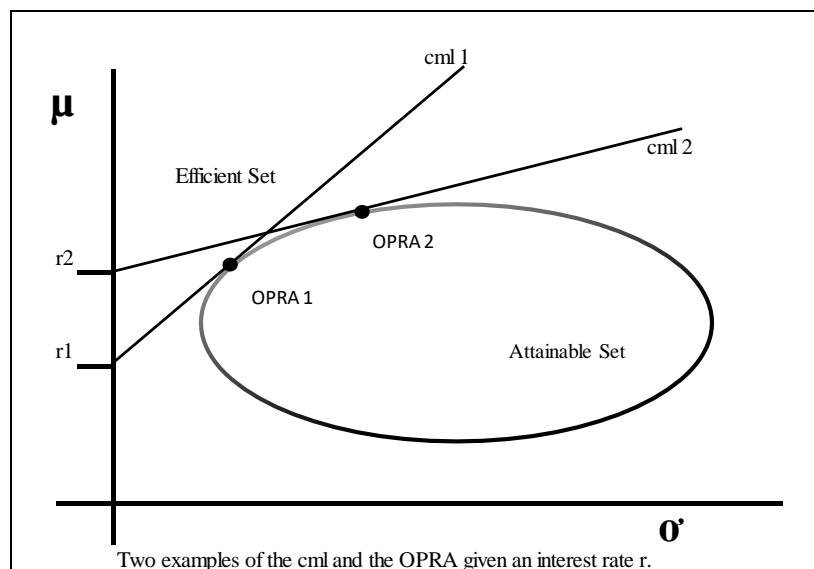 cml 1
μ
cml 2
Efficient Set
OPRA 2
r2
OPRA 1
r1
Attainable Set
σ
Two examples of the cml and the OPRA given an interest rate r.